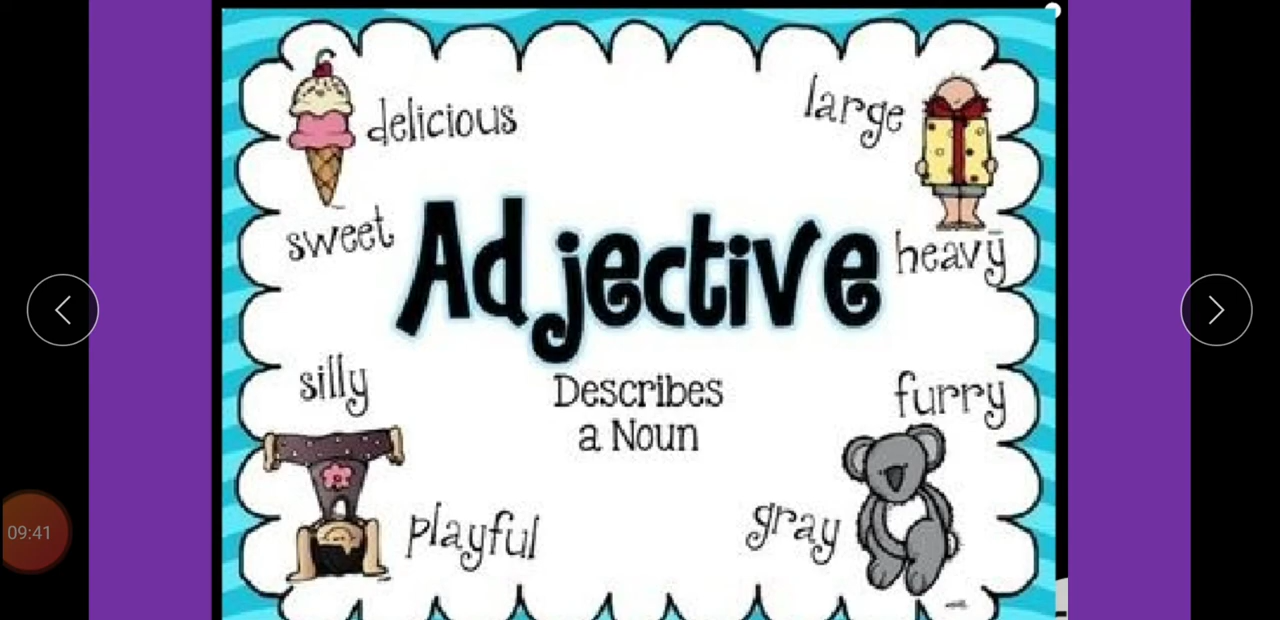 delicious
large
sweet
Adjective
heavy
silly
Describes
a Noun
furry
playful
gray
09:41